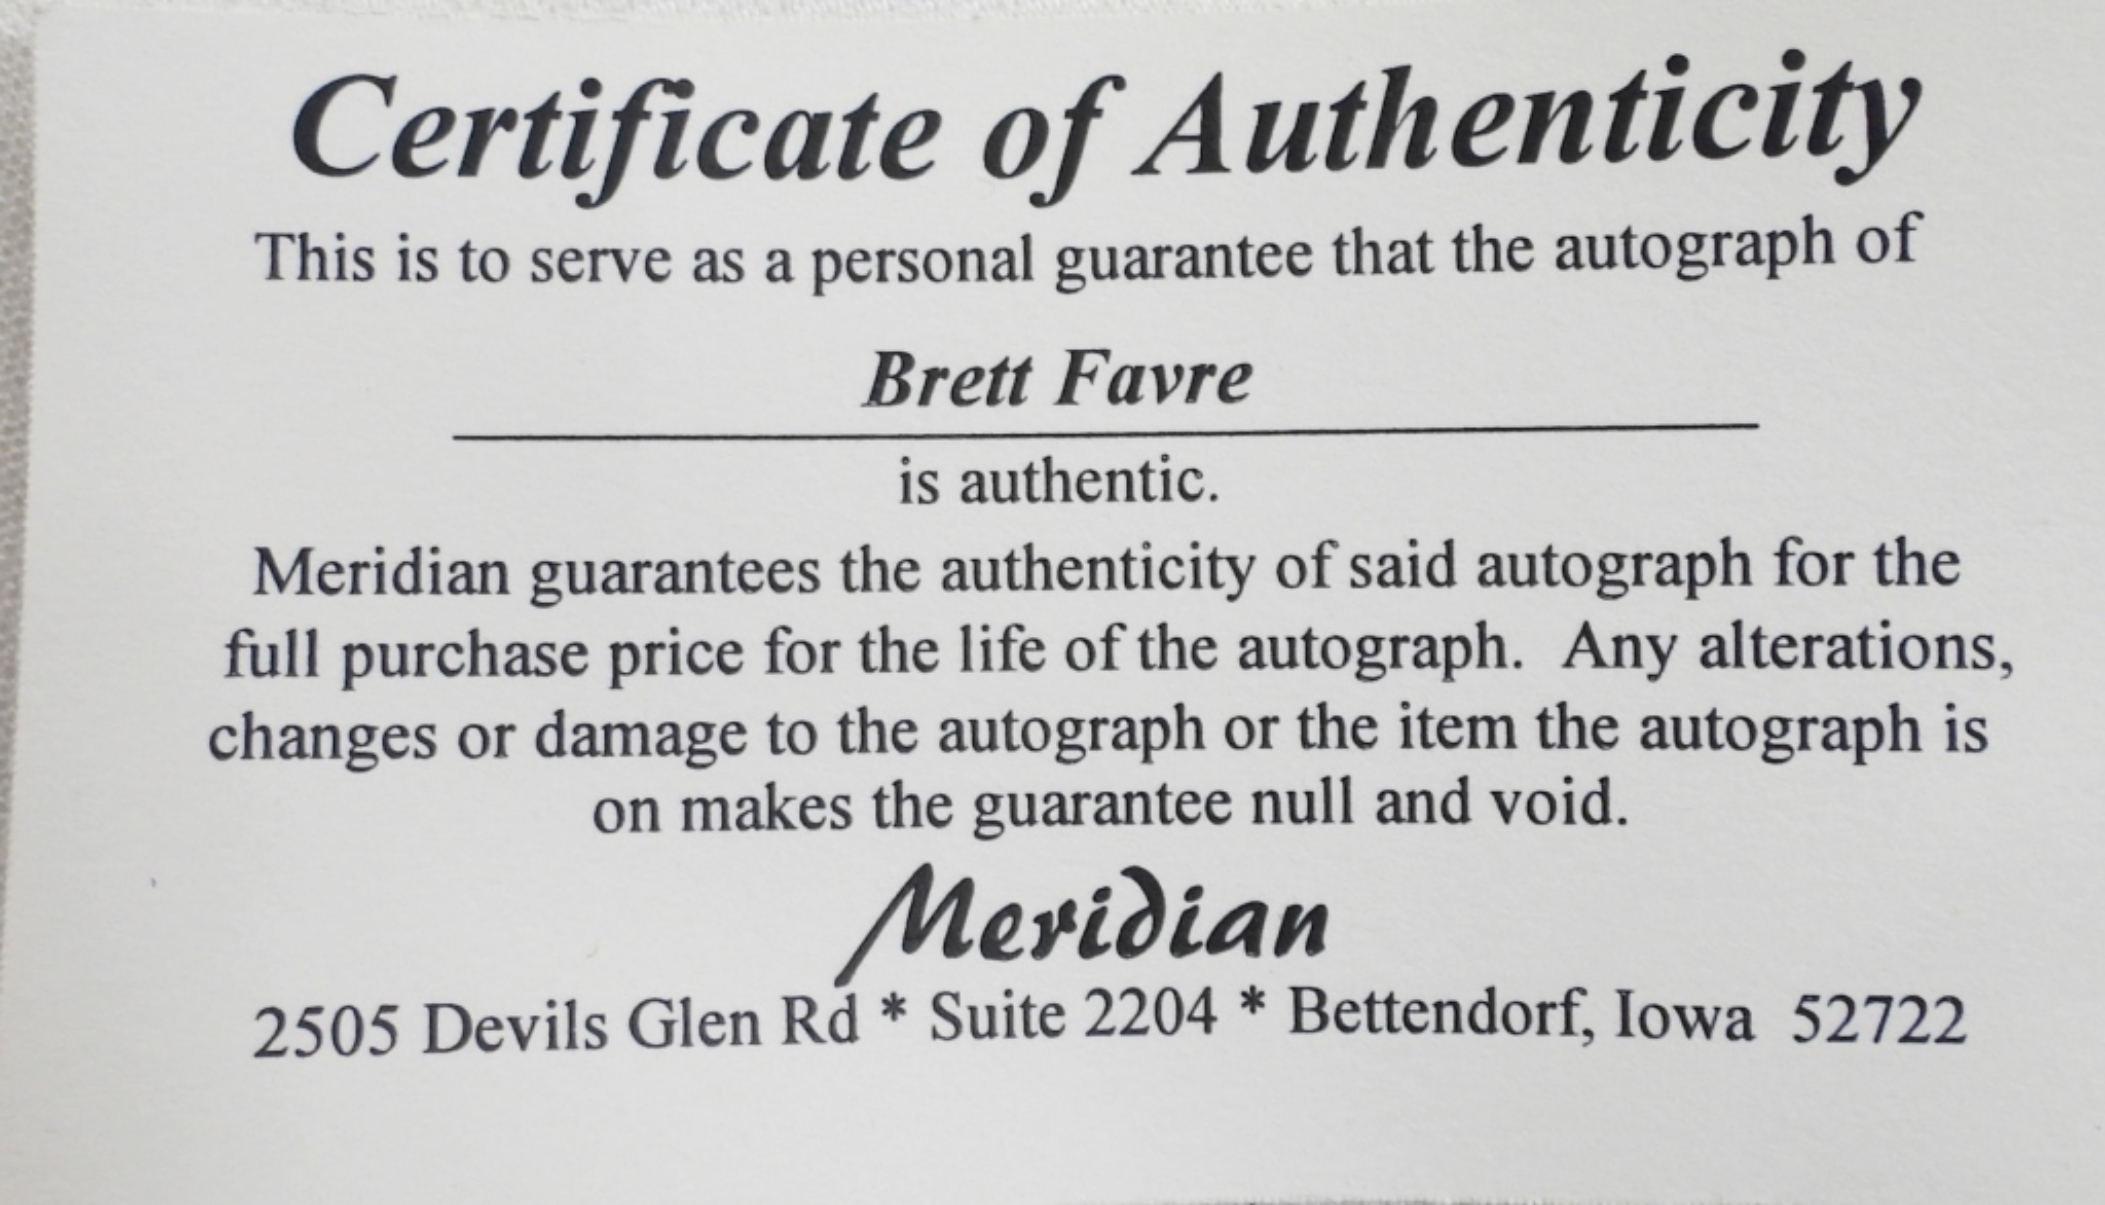 Certificate of Authenticity
This is to serve as a personal guarantee that the autograph of
Brett Favre
is authentic.
Meridian guarantees the authenticity of said autograph for the
full purchase price for the life of the autograph.  Any alterations,
changes or damage to the autograph or the item the autograph is
on makes the guarantee null and void.
Meridian
2505 Devils Glen Rd * Suite 2204 * Bettendorf, Iowa  52722